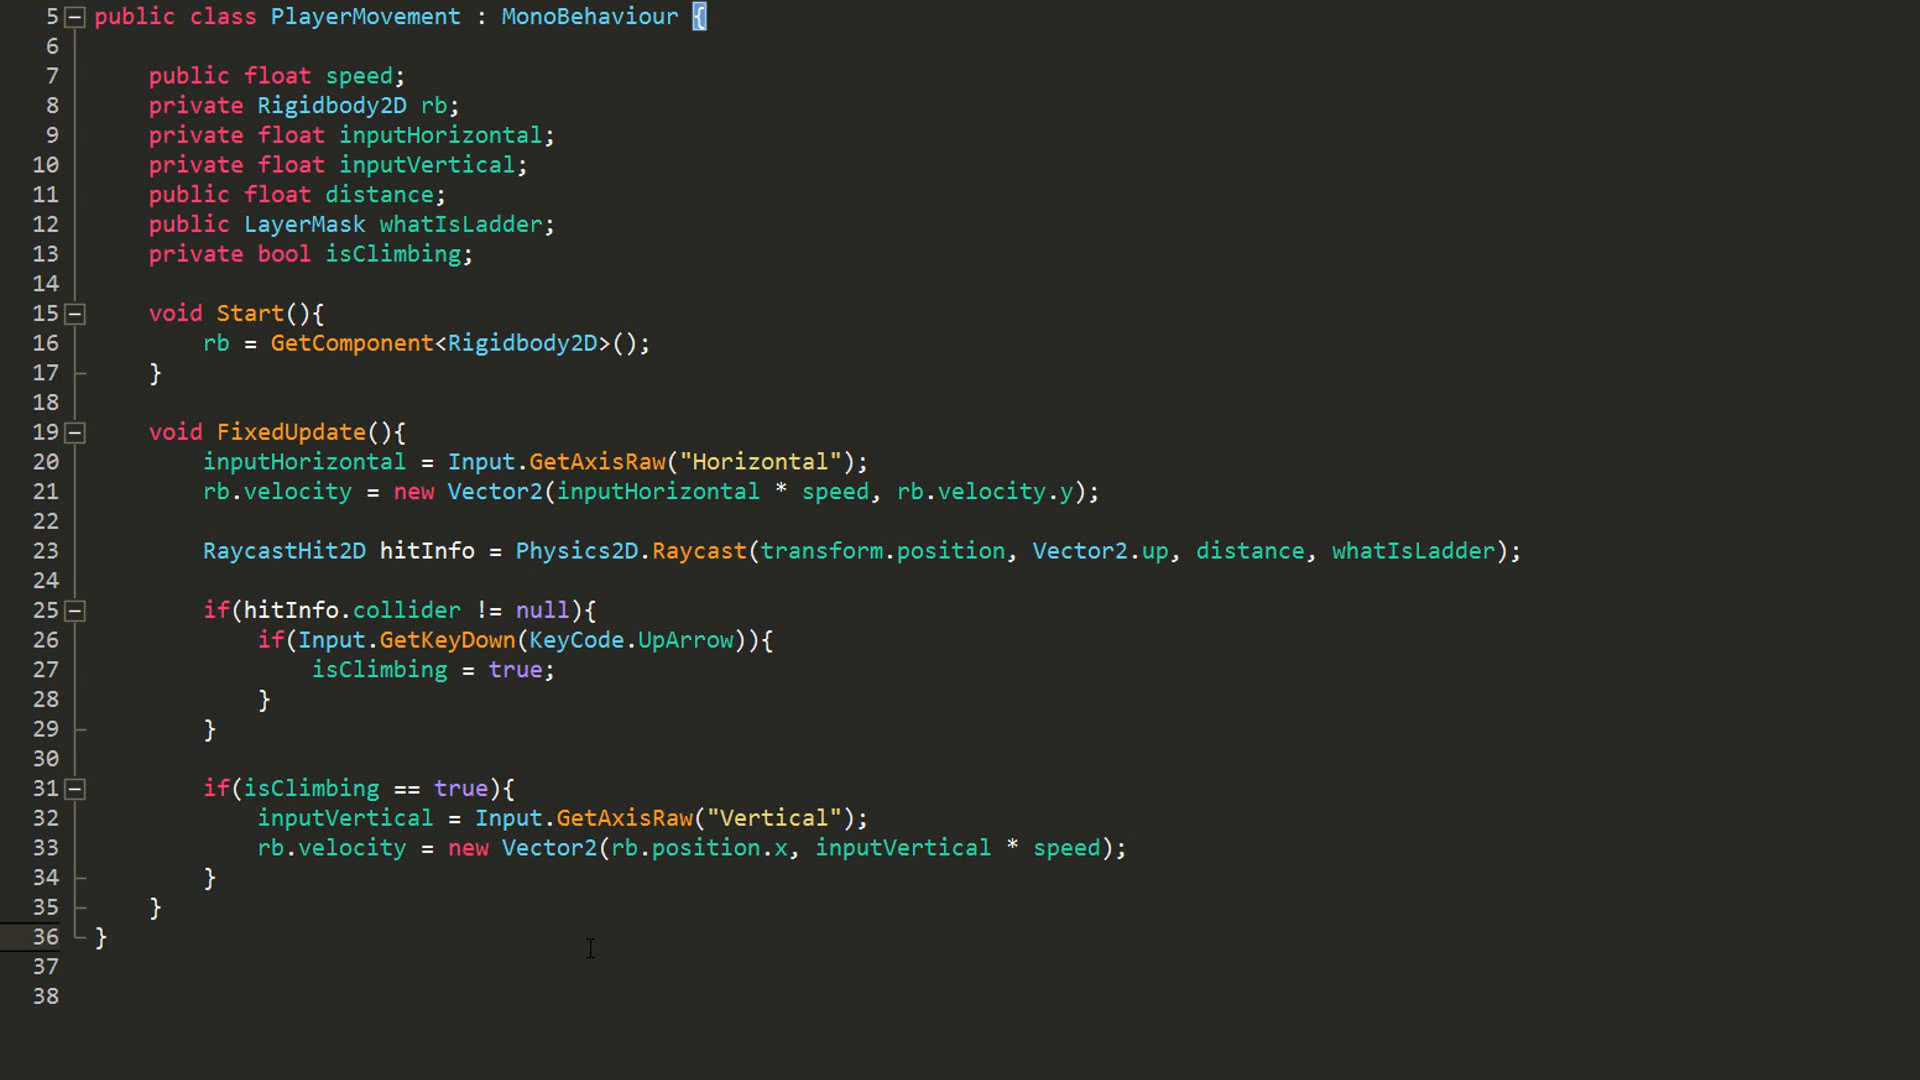 5 public class PlayerMovement : MonoBehaviour {
6
7 public float speed;
8 private Rigidbody2D rb;
9 private float inputHorizontal;
10 private float inputVertical;
11 public float distance;
12 public LayerMask whatIsLadder;
13 private bool isClimbing;
14
15 void Start(){
16 rb = GetComponent<Rigidbody2D>();
17 }
18
19 void FixedUpdate(){
20 inputHorizontal = Input.GetAxisRaw("Horizontal");
21 rb.velocity = new Vector2(inputHorizontal * speed, rb.velocity.y);
22
23 RaycastHit2D hitInfo = Physics2D.Raycast(transform.position, Vector2.up, distance, whatIsLadder);
24
25 if(hitInfo.collider != null){
26 if(Input.GetKeyDown(KeyCode.UpArrow)){
27 isClimbing = true;
28 }
29 }
30
31 if(isClimbing == true){
32 inputVertical = Input.GetAxisRaw("Vertical");
33 rb.velocity = new Vector2(rb.position.x, inputVertical * speed);
34 }
35 }
36 }
37
38